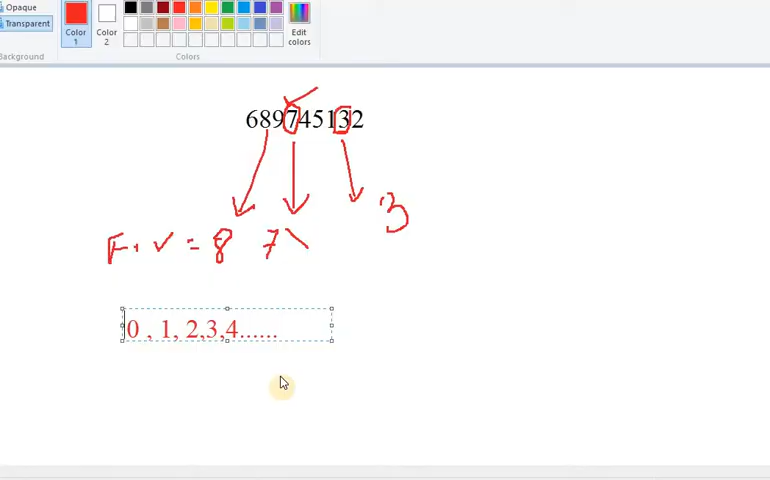 Opaque
Transparent
Background
Color 1
Color 2
Edit colors
Colors
689745132
3
F. V = 8 7
0 , 1, 2,3,4......